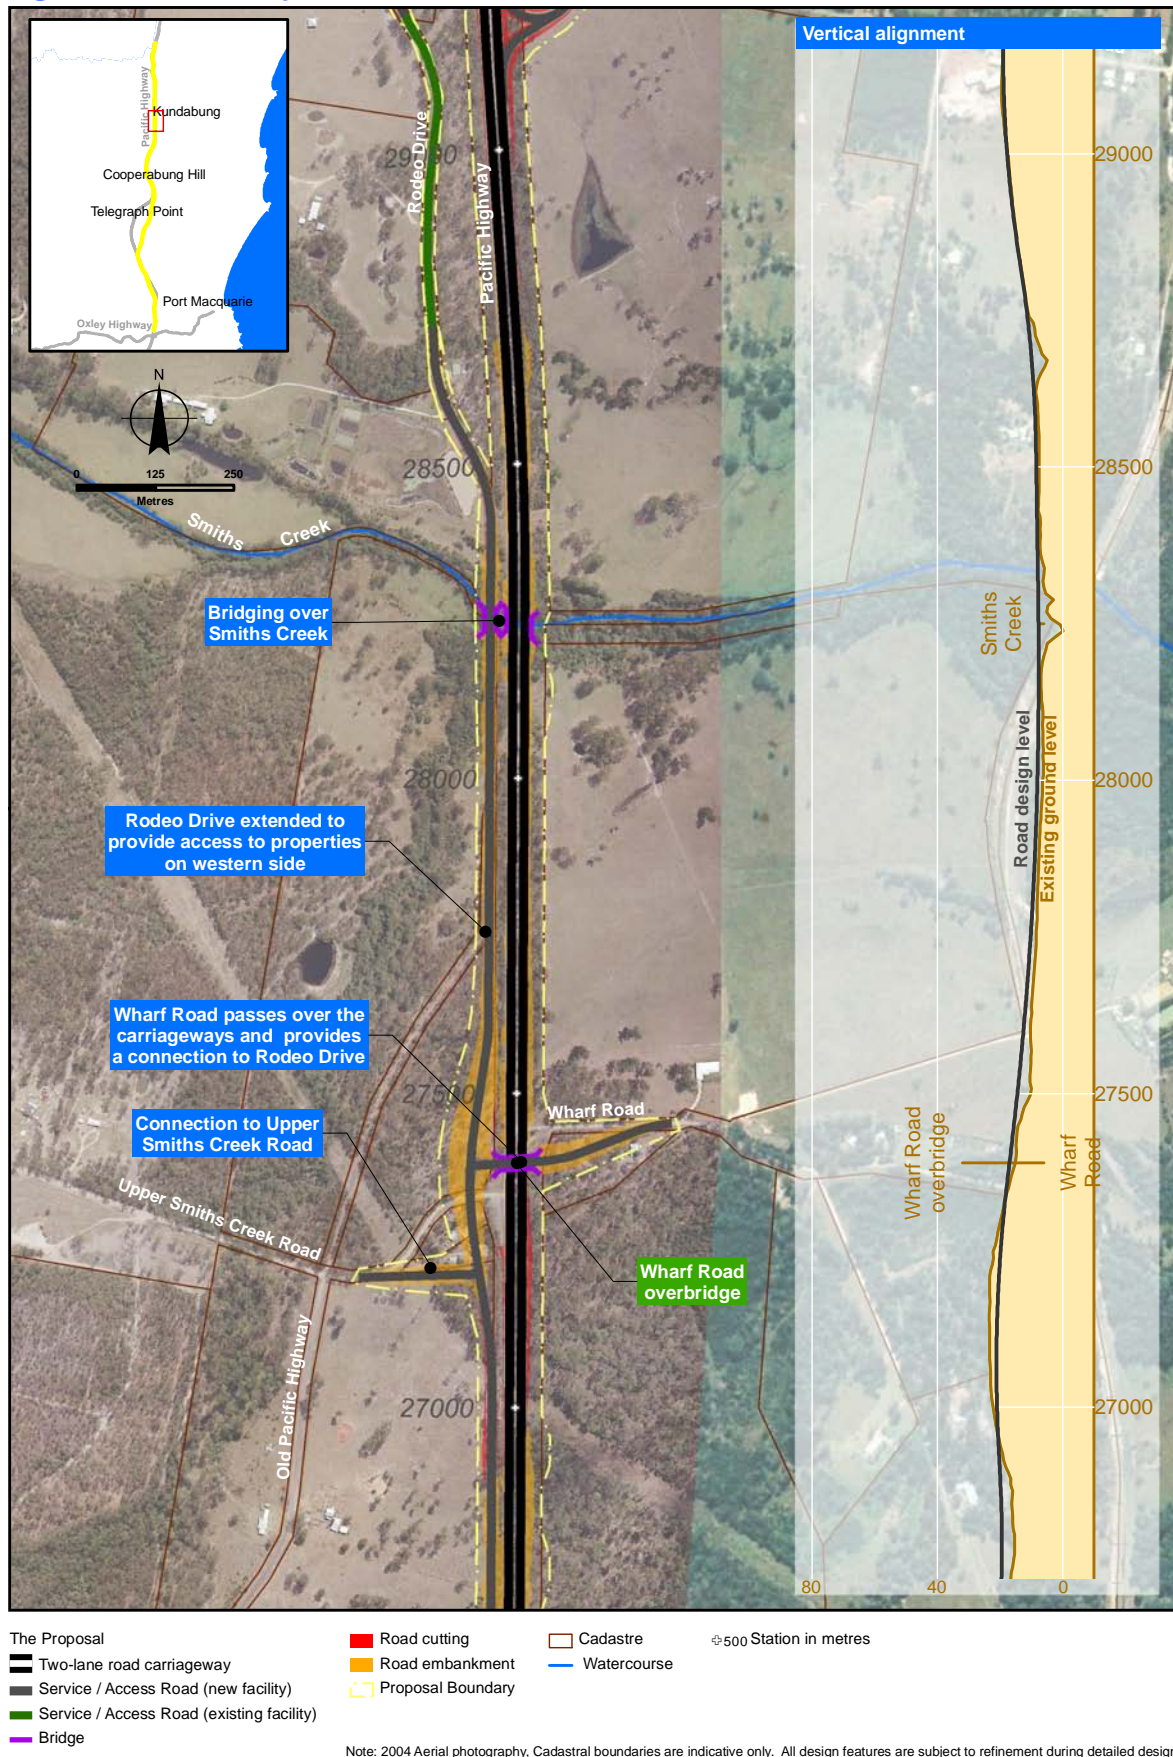 Vertical alignment
Pacific Highway
Kundabung
Cooperabung Hill
Telegraph Point
Port Macquarie
Oxley Highway
N
0 125 250
Metres
Rodeo Drive
Pacific Highway
29000
29000
28500
28500
Smiths Creek
Bridging over
Smiths Creek
Smiths
Creek
Road design level
Existing ground level
28000
28000
Rodeo Drive extended to
provide access to properties
on western side
Wharf Road passes over the
carriageways and provides
a connection to Rodeo Drive
27500
27500
Wharf Road
Connection to Upper
Smiths Creek Road
Wharf Road
overbridge
Wharf
Road
Upper Smiths Creek Road
Wharf Road
overbridge
Old Pacific Highway
27000
27000
80 40 0
The Proposal
Two-lane road carriageway
Service / Access Road (new facility)
Service / Access Road (existing facility)
Bridge
Road cutting
Road embankment
Proposal Boundary
Cadastre
Watercourse
500 Station in metres
Note: 2004 Aerial photography, Cadastral boundaries are indicative only. All design features are subject to refinement during detailed design